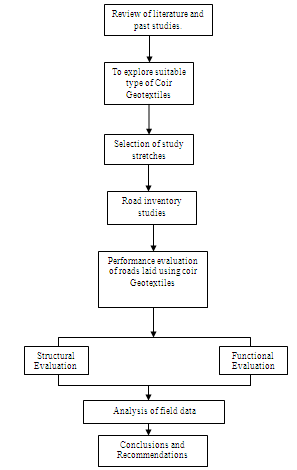 Review of literature and
past studies
To explore suitable
type of Coir
Geotextiles
Selection of study
stretches
Road inventory
studies
Performance evaluation
of roads laid using coir
Geotextiles
Structural
Evaluation
Functional
Evaluation
Analysis of field data
Conclusions and
Recommendations